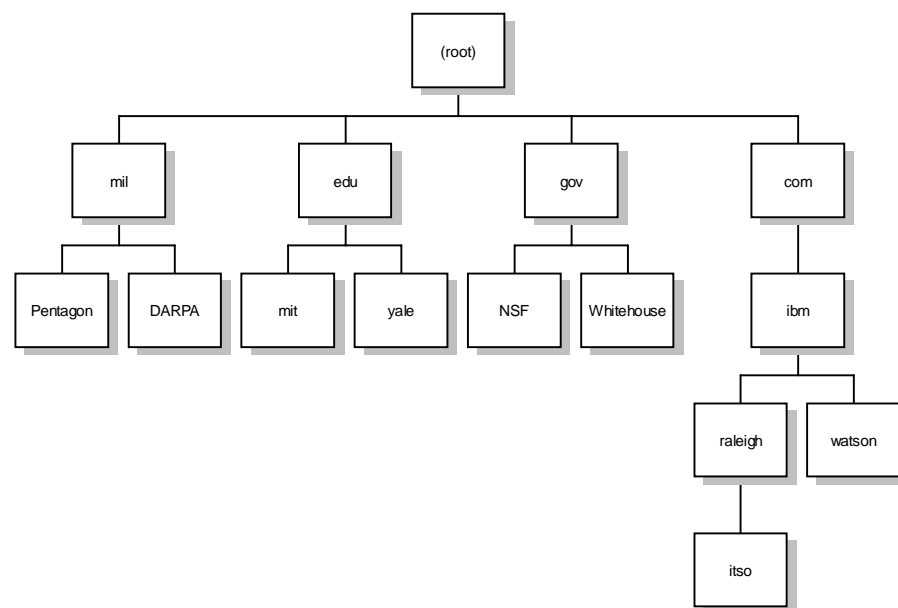 (root)
mil
edu
gov
com
Pentagon
DARPA
mit
yale
NSF
Whitehouse
ibm
raleigh
watson
itso